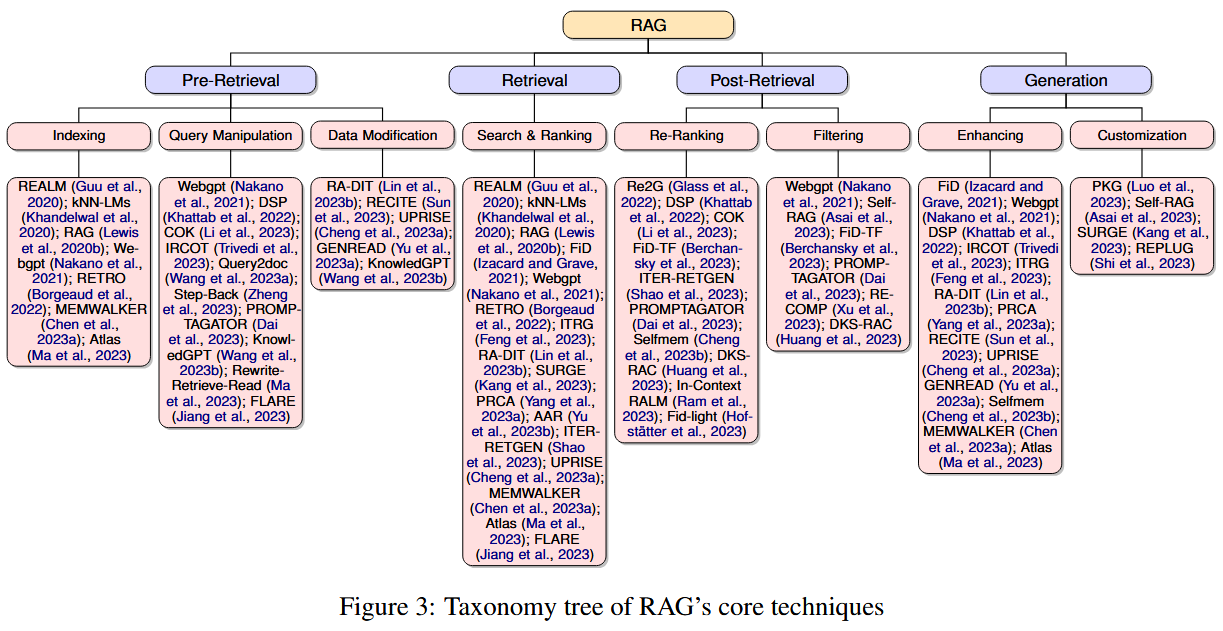 RAG
Pre-Retrieval
Retrieval
Post-Retrieval
Generation
Indexing
Query Manipulation
Data Modification
Search & Ranking
Re-Ranking
Filtering
Enhancing
Customization
REALM (Guu et al.,
2020); kNN-LMs
(Khandelwal et al.,
2020); RAG (Lewis
et al., 2020b); We-
bgpt (Nakano et al.,
2021); RETRO
(Borgeaud et al.,
2022); MEMWALKER
(Chen et al.,
2023a); Atlas
(Ma et al., 2023)
Webgpt (Nakano
et al., 2021); DSP
(Khattab et al., 2022);
COK (Li et al., 2023);
IRCOT (Trivedi et al.,
2023); Query2doc
(Wang et al., 2023a);
Step-Back (Zheng
et al., 2023); PROMP-
TAGATOR (Dai
et al., 2023); Knowl-
edGPT (Wang et al.,
2023b); Rewrite-
Retrieve-Read (Ma
et al., 2023); FLARE
(Jiang et al., 2023)
RA-DIT (Lin et al.,
2023b); RECITE (Sun
et al., 2023); UPRISE
(Cheng et al., 2023a);
GENREAD (Yu et al.,
2023a); KnowledGPT
(Wang et al., 2023b)
REALM (Guu et al.,
2020); kNN-LMs
(Khandelwal et al.,
2020); RAG (Lewis
et al., 2020b); FiD
(Izacard and Grave,
2021); Webgpt
(Nakano et al., 2021);
RETRO (Borgeaud
et al., 2022); ITRG
(Feng et al., 2023);
RA-DIT (Lin et al.,
2023b); SURGE
(Kang et al., 2023);
PRCA (Yang et al.,
2023a); AAR (Yu
et al., 2023b); ITER-
RETGEN (Shao
et al., 2023); UPRISE
(Cheng et al., 2023a);
MEMWALKER
(Chen et al., 2023a);
Atlas (Ma et al.,
2023); FLARE
(Jiang et al., 2023)
Re2G (Glass et al.,
2022); DSP (Khattab
et al., 2022); COK
(Li et al., 2023);
FiD-TF (Berchan-
sky et al., 2023);
ITER-RETGEN
(Shao et al., 2023);
PROMPTAGATOR
(Dai et al., 2023);
Selfmem (Cheng
et al., 2023b); DKS-
RAC (Huang et al.,
2023); In-Context
RALM (Ram et al.,
2023); Fid-light (Hof-
stätter et al., 2023)
Webgpt (Nakano
et al., 2021); Self-
RAG (Asai et al.,
2023); FiD-TF
(Berchansky et al.,
2023); PROMP-
TAGATOR (Dai
et al., 2023); RE-
COMP (Xu et al.,
2023); DKS-RAC
(Huang et al., 2023)
FiD (Izacard and
Grave, 2021); Webgpt
(Nakano et al., 2021);
DSP (Khattab et al.,
2022); IRCOT (Trivedi
et al., 2023); ITRG
(Feng et al., 2023);
RA-DIT (Lin et al.,
2023b); PRCA
(Yang et al., 2023a);
RECITE (Sun et al.,
2023); UPRISE
(Cheng et al., 2023a);
GENREAD (Yu et al.,
2023a); Selfmem
(Cheng et al., 2023b);
MEMWALKER (Chen
et al., 2023a); Atlas
(Ma et al., 2023)
PKG (Luo et al.,
2023); Self-RAG
(Asai et al., 2023);
SURGE (Kang et al.,
2023); REPLUG
(Shi et al., 2023)
Figure 3: Taxonomy tree of RAG's core techniques